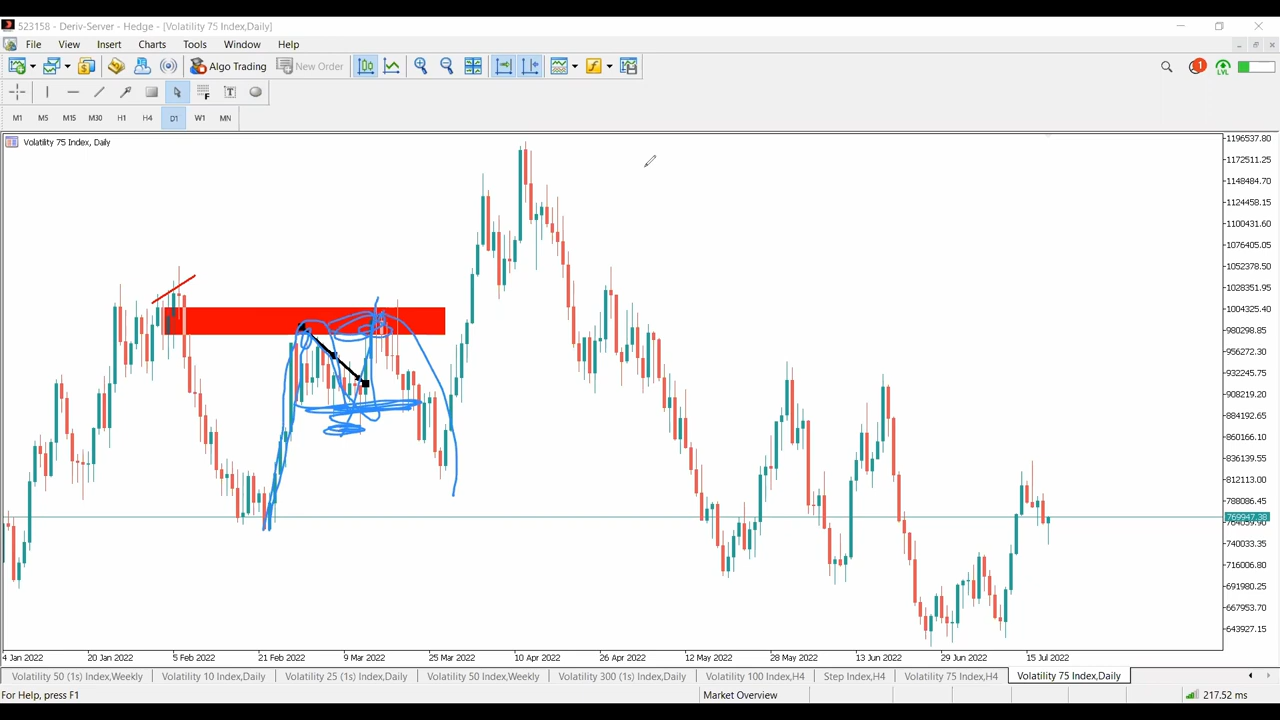 523158 - Deriv-Server - Hedge - [Volatility 75 Index,Daily]
File View Insert Charts Tools Window Help
Algo Trading New Order 1 LVL
F T
M1 M5 M15 M30 H1 H4 D1 W1 MN
Volatility 75 Index, Daily
1196537.80
1172511.25
1148484.70
1124458.15
1100431.60
1076405.05
1052378.50
1028351.95
1004325.40
980298.85
956272.30
932245.75
908219.20
884192.65
860166.10
836139.55
812113.00
788086.45
769947.38
764059.90
740033.35
716006.80
691980.25
667953.70
643927.15
4 Jan 2022 20 Jan 2022 5 Feb 2022 21 Feb 2022 9 Mar 2022 25 Mar 2022 10 Apr 2022 26 Apr 2022 12 May 2022 28 May 2022 13 Jun 2022 29 Jun 2022 15 Jul 2022
Volatility 50 (1s) Index,Weekly Volatility 10 Index,Daily Volatility 25 (1s) Index,Daily Volatility 50 Index,Weekly Volatility 300 (1s) Index,Daily Volatility 100 Index,H4 Step Index,H4 Volatility 75 Index,H4 Volatility 75 Index,Daily
For Help, press F1 Market Overview 217.52 ms